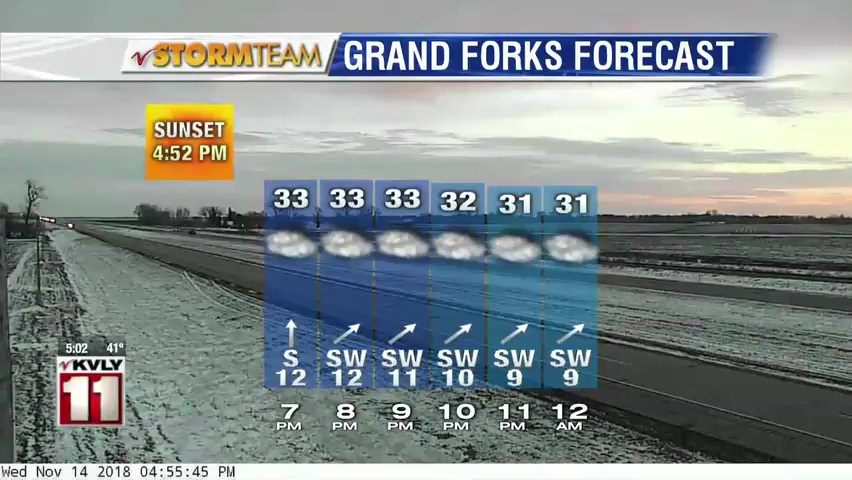 STORMTEAM GRAND FORKS FORECAST
SUNSET
4:52 PM
33 33 33 32 31 31
S SW SW SW SW SW
12 12 11 10 9 9
7 8 9 10 11 12
PM PM PM PM PM AM
5:02 41°
KVLY
11
Wed Nov 14 2018 04:55:45 PM